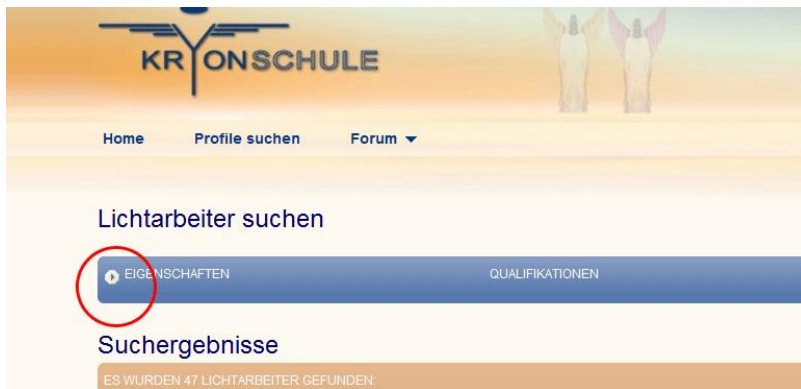 KRYONSCHULE
Home Profile suchen Forum
Lichtarbeiter suchen
EIGENSCHAFTEN QUALIFIKATIONEN
Suchergebnisse
ES WURDEN 47 LICHTARBEITER GEFUNDEN: